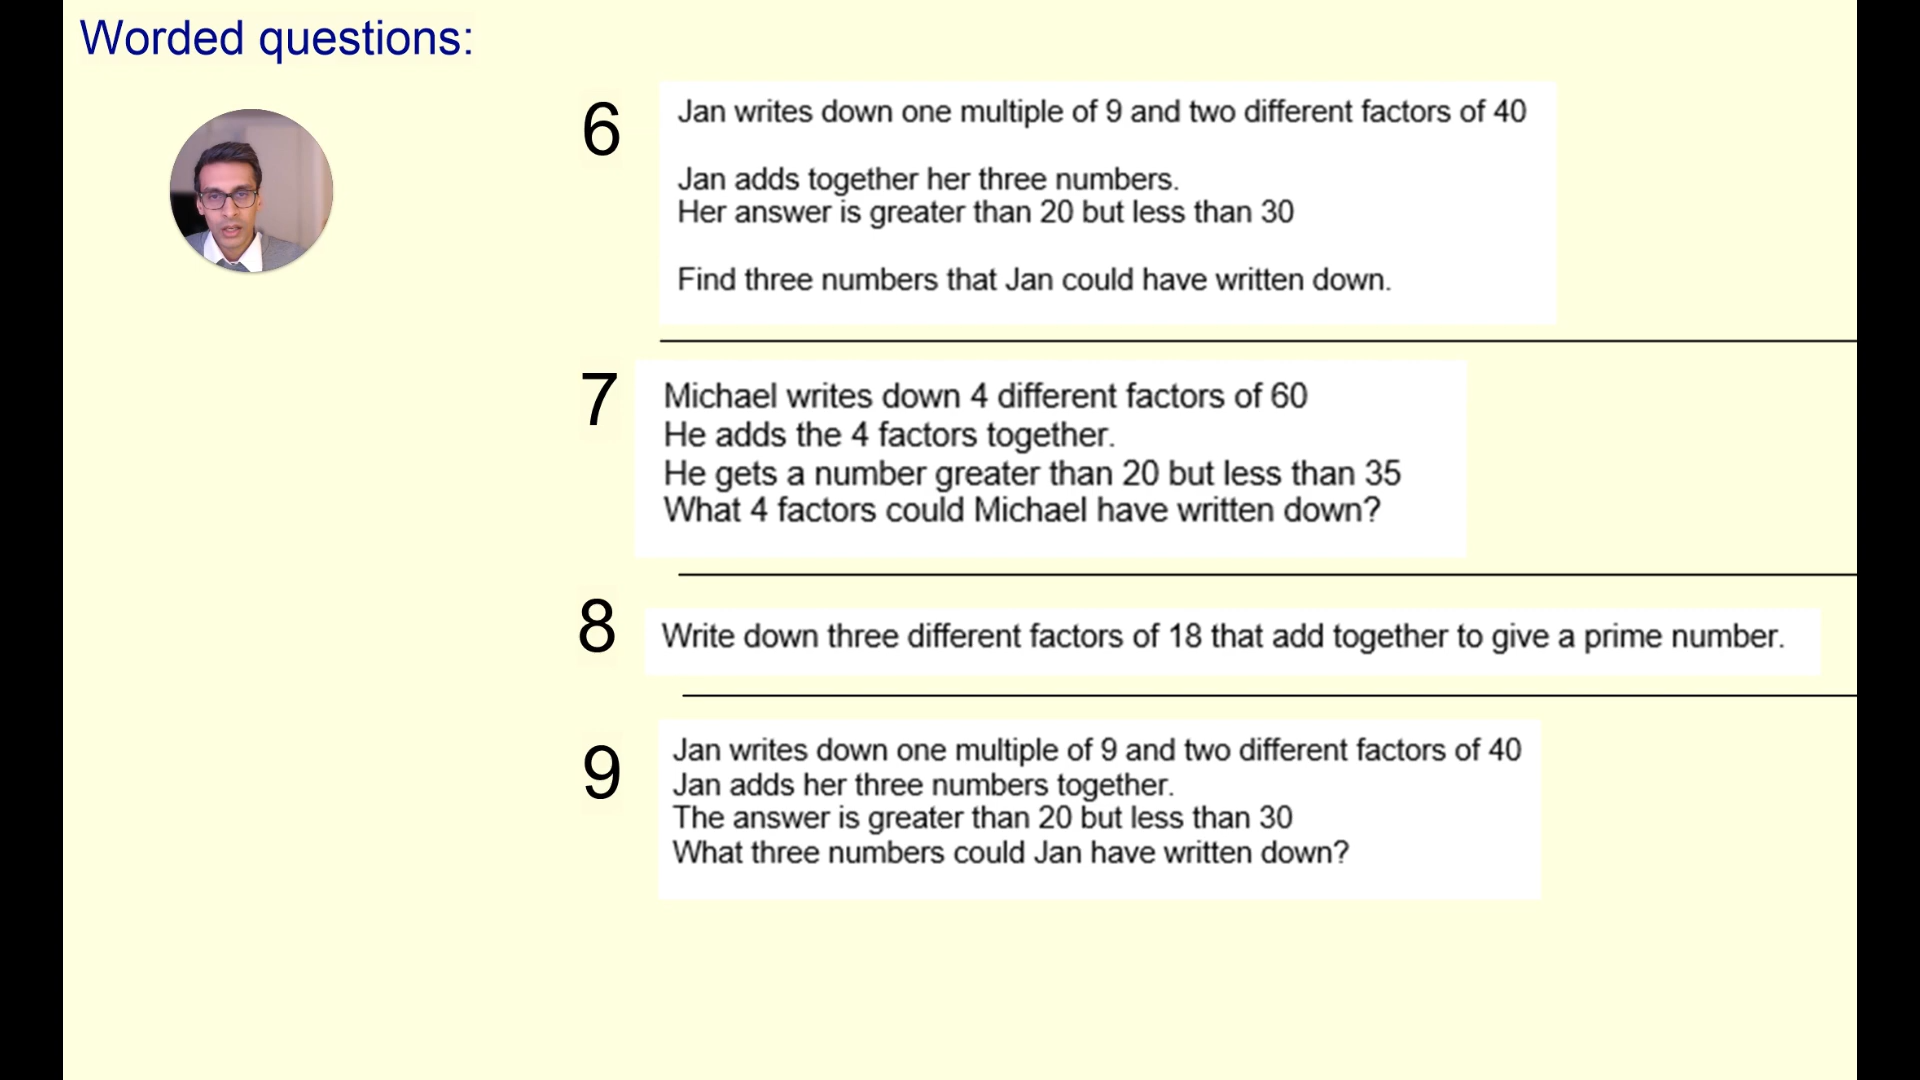 Worded questions:
6
Jan writes down one multiple of 9 and two different factors of 40
Jan adds together her three numbers.
Her answer is greater than 20 but less than 30
Find three numbers that Jan could have written down.
7
Michael writes down 4 different factors of 60
He adds the 4 factors together.
He gets a number greater than 20 but less than 35
What 4 factors could Michael have written down?
8
Write down three different factors of 18 that add together to give a prime number.
9
Jan writes down one multiple of 9 and two different factors of 40
Jan adds her three numbers together.
The answer is greater than 20 but less than 30
What three numbers could Jan have written down?